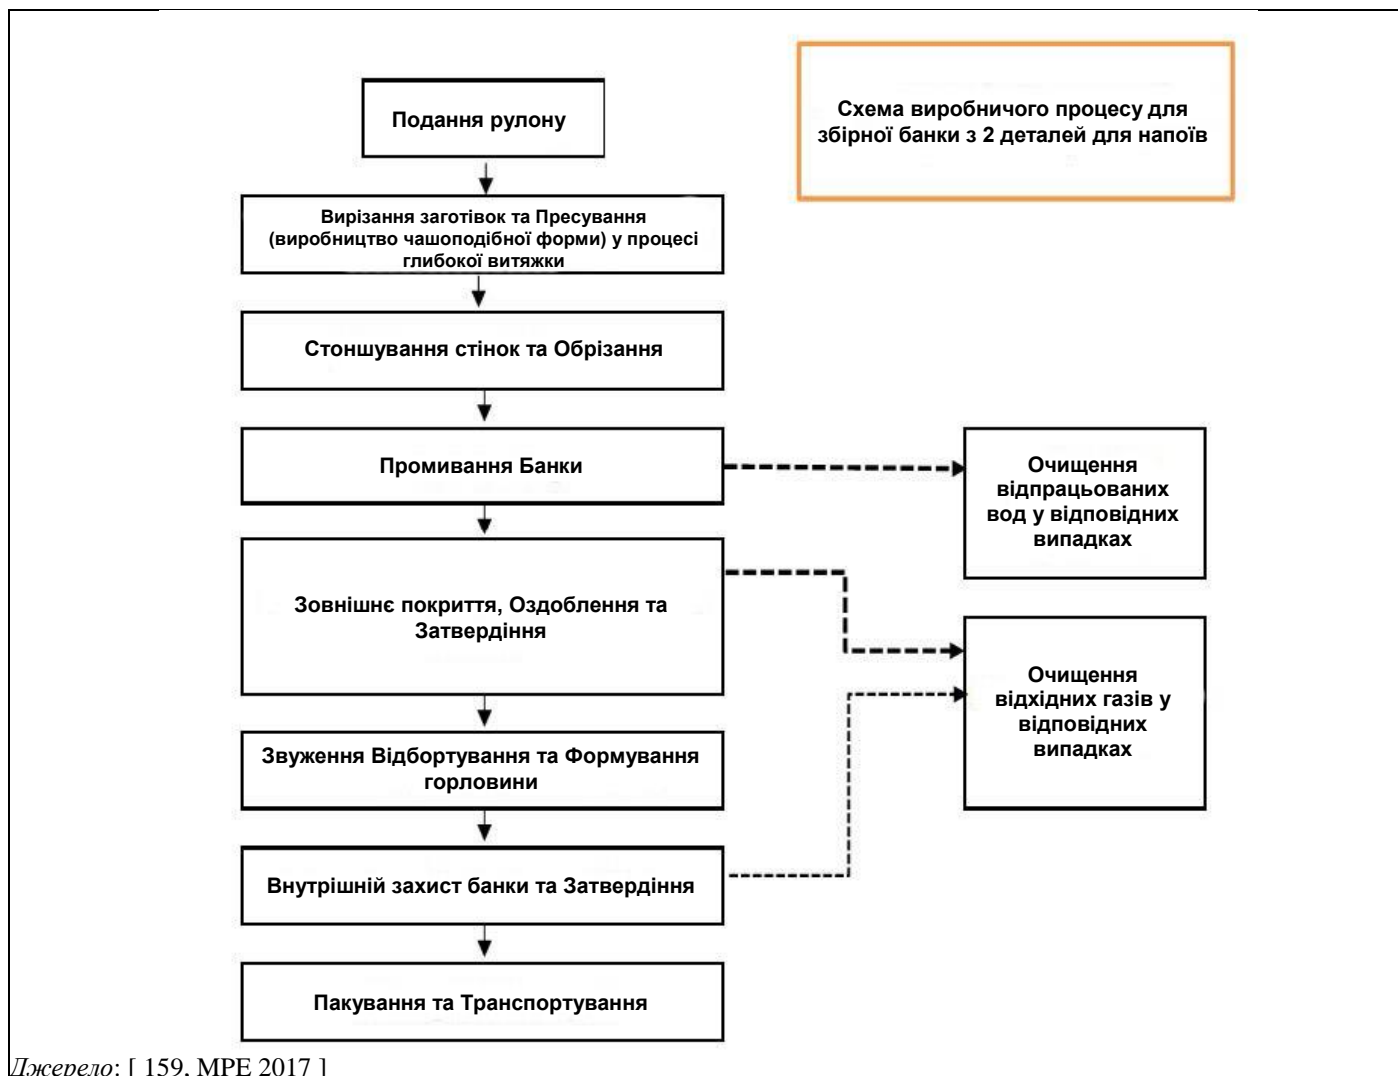 Схема виробничого процесу для
збірної банки з 2 деталей для напоїв
Подання рулону
Вирізання заготівок та Пресування
(виробництво чашоподібної форми) у процесі
глибокої витяжки
Стоншування стінок та Обрізання
Промивання Банки
Очищення
відпрацьованих
вод у відповідних
випадках
Зовнішнє покриття, Оздоблення та
Затвердіння
Очищення
відхідних газів у
відповідних
випадках
Звуження Відбортування та Формування
горловини
Внутрішній захист банки та Затвердіння
Пакування та Транспортування
Джерело: [ 159, MPE 2017 ]